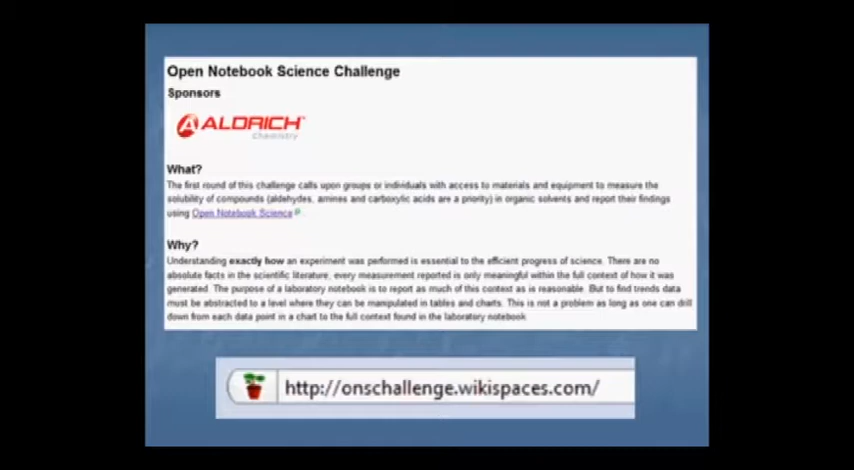 Open Notebook Science Challenge
Sponsors
ALDRICH
Chemistry
What?
The first round of this challenge calls upon groups or individuals with access to materials and equipment to measure the
solubility of compounds (aldehydes, amines and carboxylic acids are a priority) in organic solvents and report their findings
using Open Notebook Science
Why?
Understanding exactly how an experiment was performed is essential to the efficient progress of science. There are no
absolute facts in the scientific literature, every measurement reported is only meaningful within the full context of how it was
generated. The purpose of a laboratory notebook is to report as much of this context as is reasonable. But to find trends data
must be abstracted to a level where they can be manipulated in tables and charts. This is not a problem as long as one can drill
down from each data point in a chart to the full context found in the laboratory notebook
http://onschallenge.wikispaces.com/